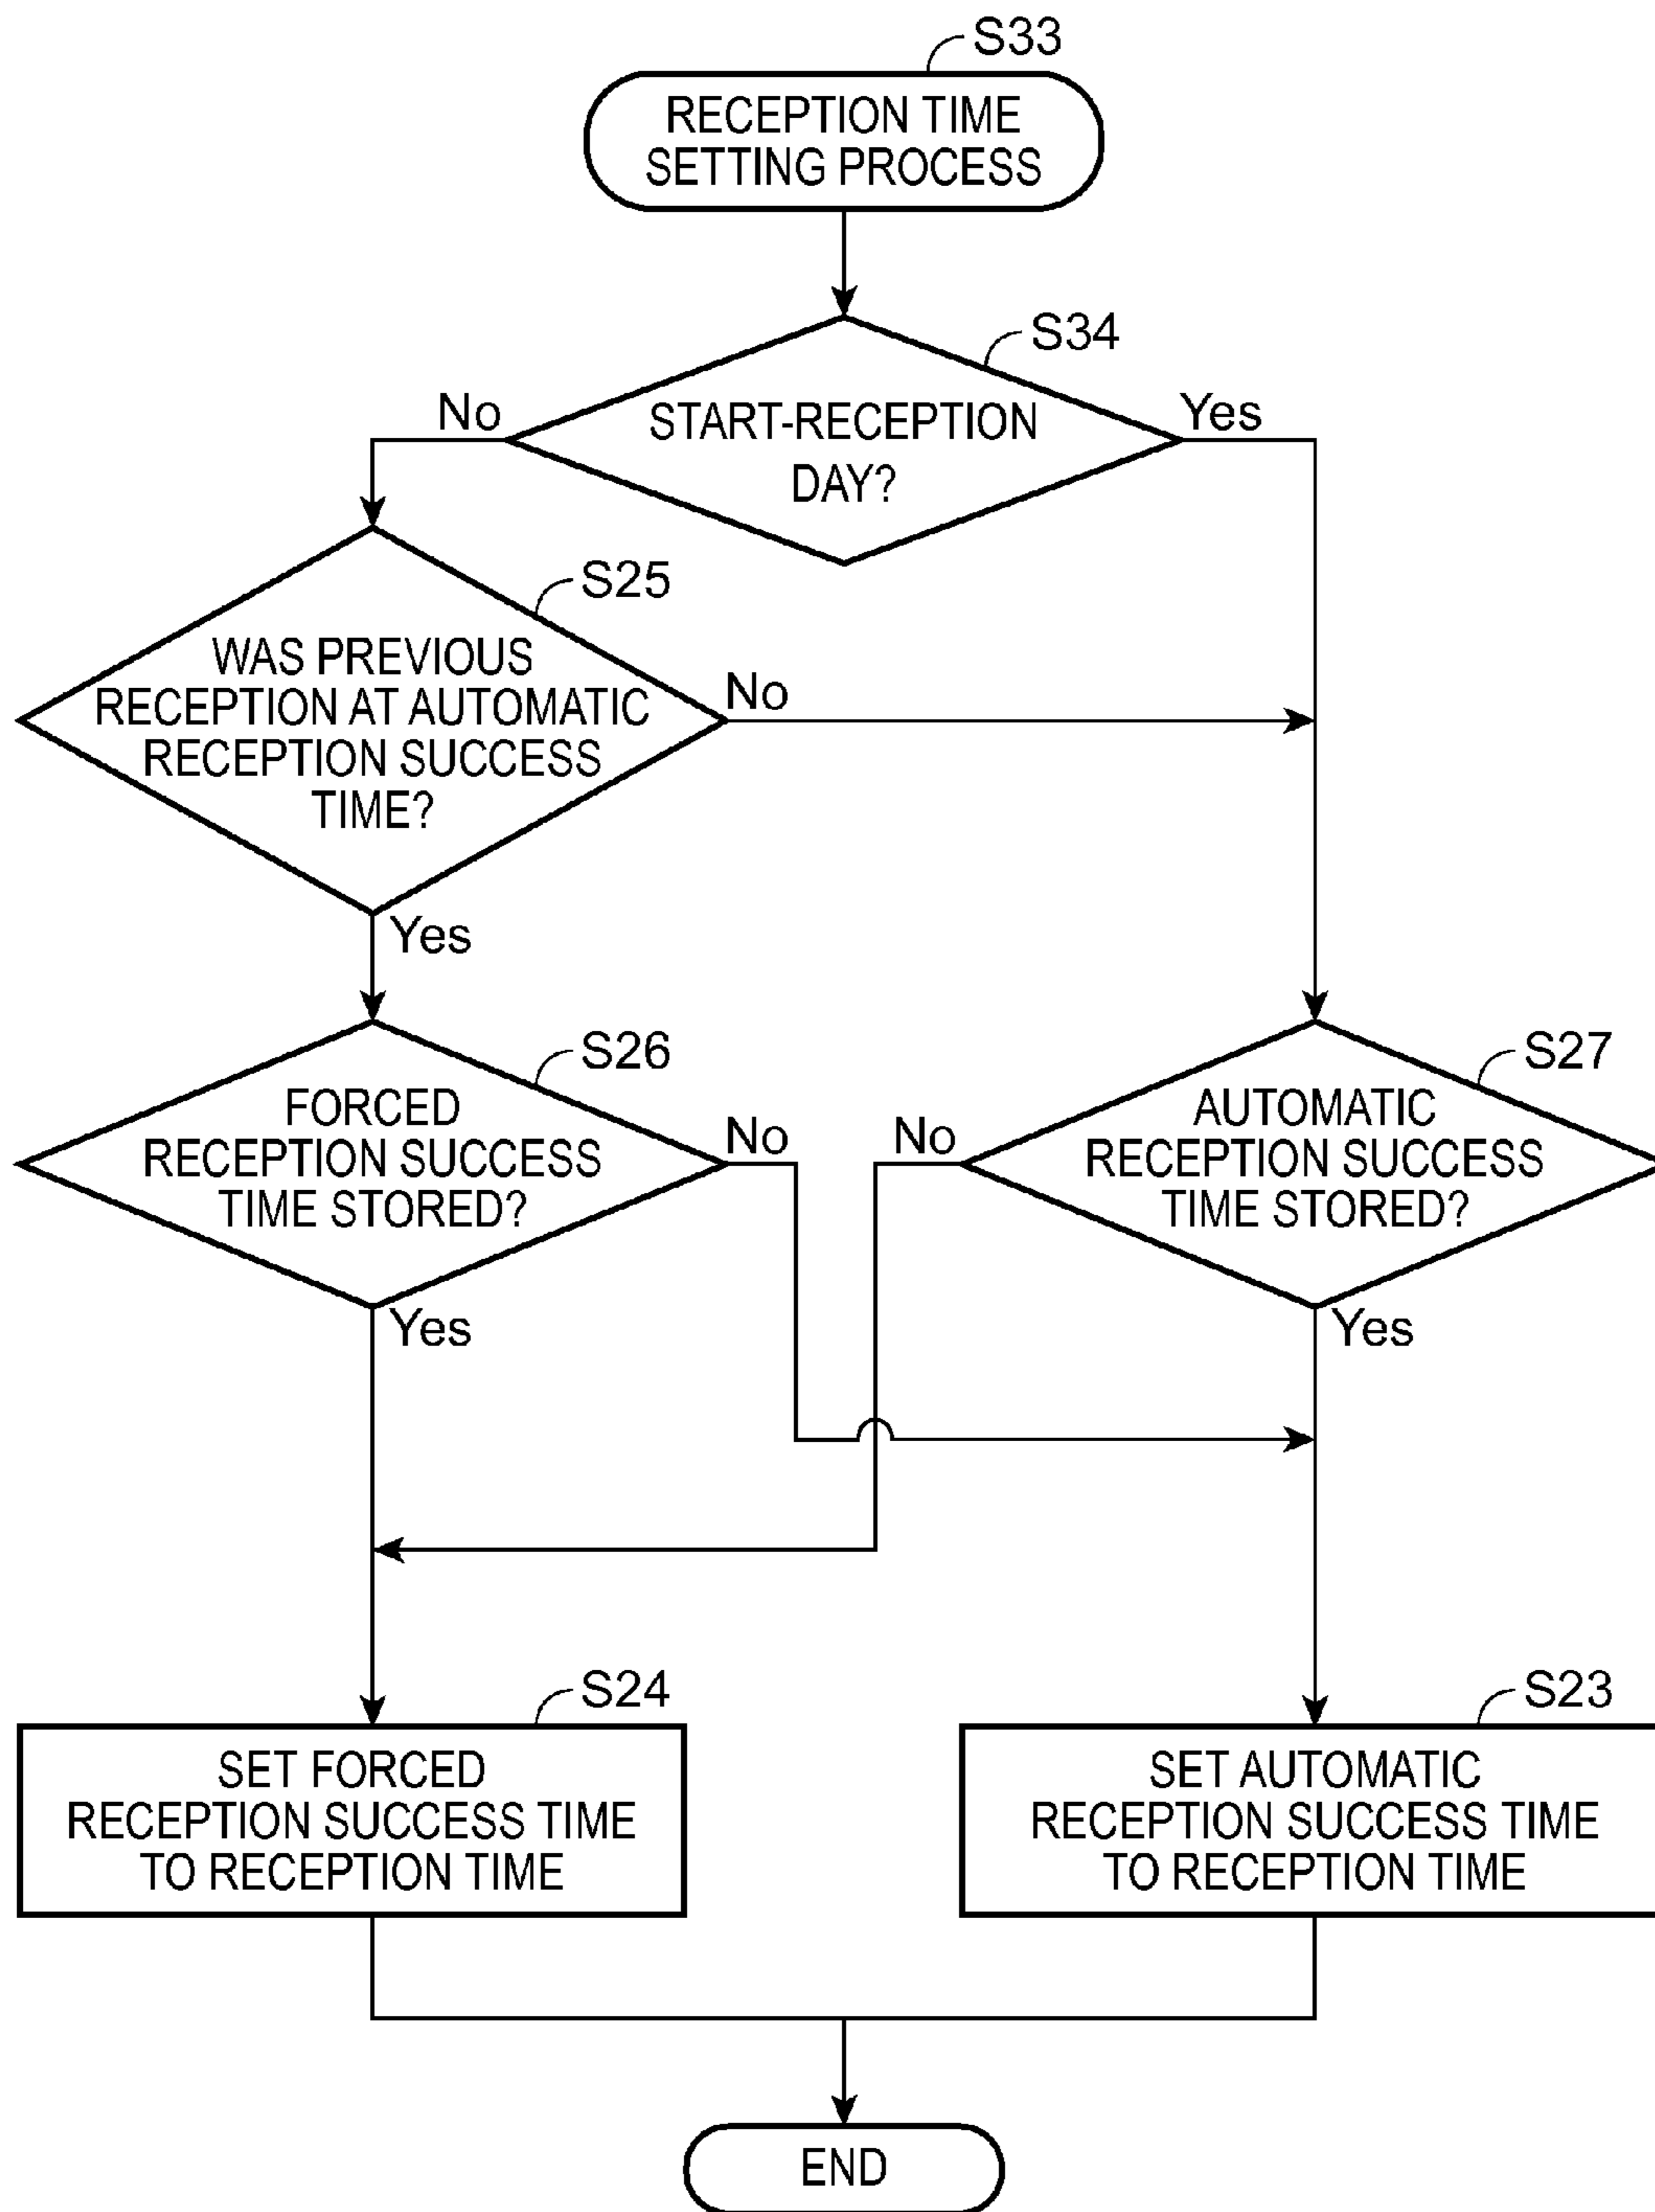 S33
RECEPTION TIME
SETTING PROCESS
S34
No
Yes
START-RECEPTION
DAY?
S25
WAS PREVIOUS
RECEPTION AT AUTOMATIC
RECEPTION SUCCESS
TIME?
No
Yes
S26
FORCED
RECEPTION SUCCESS
TIME STORED?
No
Yes
S27
AUTOMATIC
RECEPTION SUCCESS
TIME STORED?
No
Yes
S24
SET FORCED
RECEPTION SUCCESS TIME
TO RECEPTION TIME
S23
SET AUTOMATIC
RECEPTION SUCCESS TIME
TO RECEPTION TIME
END